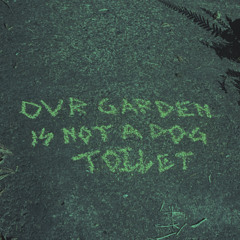 OUR GARDEN
IS NOT A DOG
TOILET